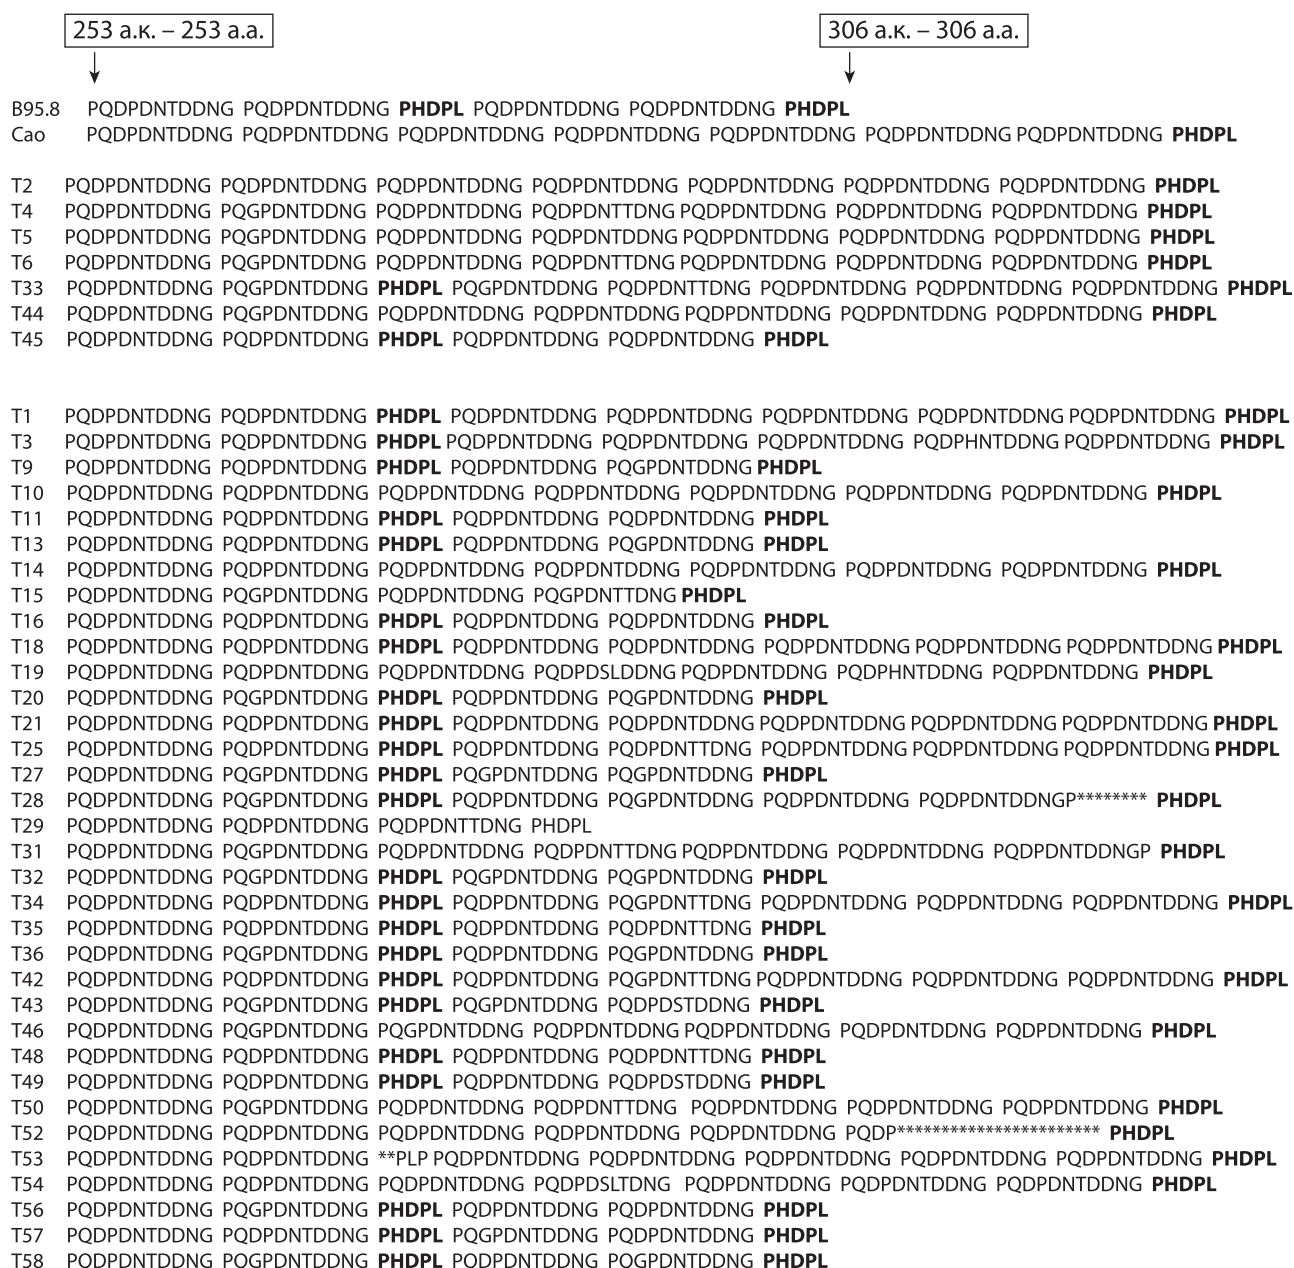 253 а.к. – 253 a.a. 306 а.к. – 306 a.a.
B95.8 PQDPDNTDDNG PQDPDNTDDNG PHDPL PQDPDNTDDNG PQDPDNTDDNG PHDPL
Cao PQDPDNTDDNG PQDPDNTDDNG PQDPDNTDDNG PQDPDNTDDNG PQDPDNTDDNG PQDPDNTDDNG PQDPDNTDDNG PHDPL
T2 PQDPDNTDDNG PQDPDNTDDNG PQDPDNTDDNG PQDPDNTDDNG PQDPDNTDDNG PQDPDNTDDNG PQDPDNTDDNG PHDPL
T4 PQDPDNTDDNG PQGPDNTDDNG PQDPDNTDDNG PQDPDNTTDNG PQDPDNTDDNG PQDPDNTDDNG PQDPDNTDDNG PHDPL
T5 PQDPDNTDDNG PQGPDNTDDNG PQDPDNTDDNG PQDPDNTDDNG PQDPDNTDDNG PQDPDNTDDNG PQDPDNTDDNG PHDPL
T6 PQDPDNTDDNG PQGPDNTDDNG PQDPDNTDDNG PQDPDNTTDNG PQDPDNTDDNG PQDPDNTDDNG PQDPDNTDDNG PHDPL
T33 PQDPDNTDDNG PQGPDNTDDNG PHDPL PQGPDNTDDNG PQDPDNTTDNG PQDPDNTDDNG PQDPDNTDDNG PQDPDNTDDNG PHDPL
T44 PQDPDNTDDNG PQGPDNTDDNG PQDPDNTDDNG PQDPDNTDDNG PQDPDNTDDNG PQDPDNTDDNG PQDPDNTDDNG PHDPL
T45 PQDPDNTDDNG PQDPDNTDDNG PHDPL PQDPDNTDDNG PQDPDNTDDNG PHDPL
T1 PQDPDNTDDNG PQDPDNTDDNG PHDPL PQDPDNTDDNG PQDPDNTDDNG PQDPDNTDDNG PQDPDNTDDNG PQDPDNTDDNG PHDPL
T3 PQDPDNTDDNG PQDPDNTDDNG PHDPL PQDPDNTDDNG PQDPDNTDDNG PQDPDNTDDNG PQDPHNTDDNG PQDPDNTDDNG PHDPL
T9 PQDPDNTDDNG PQDPDNTDDNG PHDPL PQDPDNTDDNG PQGPDNTDDNG PHDPL
T10 PQDPDNTDDNG PQDPDNTDDNG PQDPDNTDDNG PQDPDNTDDNG PQDPDNTDDNG PQDPDNTDDNG PQDPDNTDDNG PHDPL
T11 PQDPDNTDDNG PQDPDNTDDNG PHDPL PQDPDNTDDNG PQDPDNTDDNG PHDPL
T13 PQDPDNTDDNG PQDPDNTDDNG PHDPL PQDPDNTDDNG PQGPDNTDDNG PHDPL
T14 PQDPDNTDDNG PQDPDNTDDNG PQDPDNTDDNG PQDPDNTDDNG PQDPDNTDDNG PQDPDNTDDNG PQDPDNTDDNG PHDPL
T15 PQDPDNTDDNG PQGPDNTDDNG PQDPDNTDDNG PQGPDNTTDNG PHDPL
T16 PQDPDNTDDNG PQDPDNTDDNG PHDPL PQDPDNTDDNG PQDPDNTDDNG PHDPL
T18 PQDPDNTDDNG PQDPDNTDDNG PHDPL PQDPDNTDDNG PQDPDNTDDNG PQDPDNTDDNG PQDPDNTDDNG PQDPDNTDDNG PHDPL
T19 PQDPDNTDDNG PQDPDNTDDNG PQDPDNTDDNG PQDPDSLDDNG PQDPDNTDDNG PQDPHNTDDNG PQDPDNTDDNG PHDPL
T20 PQDPDNTDDNG PQGPDNTDDNG PHDPL PQDPDNTDDNG PQGPDNTDDNG PHDPL
T21 PQDPDNTDDNG PQDPDNTDDNG PHDPL PQDPDNTDDNG PQDPDNTDDNG PQDPDNTDDNG PQDPDNTDDNG PQDPDNTDDNG PHDPL
T25 PQDPDNTDDNG PQDPDNTDDNG PHDPL PQDPDNTDDNG PQDPDNTTDNG PQDPDNTDDNG PQDPDNTDDNG PQDPDNTDDNG PHDPL
T27 PQDPDNTDDNG PQGPDNTDDNG PHDPL PQGPDNTDDNG PQGPDNTDDNG PHDPL
T28 PQDPDNTDDNG PQGPDNTDDNG PHDPL PQDPDNTDDNG PQGPDNTDDNG PQDPDNTDDNG PQDPDNTDDNGP******** PHDPL
T29 PQDPDNTDDNG PQDPDNTDDNG PQDPDNTTDNG PHDPL
T31 PQDPDNTDDNG PQGPDNTDDNG PQDPDNTDDNG PQDPDNTTDNG PQDPDNTDDNG PQDPDNTDDNG PQDPDNTDDNGP PHDPL
T32 PQDPDNTDDNG PQGPDNTDDNG PHDPL PQGPDNTDDNG PQGPDNTDDNG PHDPL
T34 PQDPDNTDDNG PQDPDNTDDNG PHDPL PQDPDNTDDNG PQGPDNTTDNG PQDPDNTDDNG PQDPDNTDDNG PQDPDNTDDNG PHDPL
T35 PQDPDNTDDNG PQDPDNTDDNG PHDPL PQDPDNTDDNG PQDPDNTTDNG PHDPL
T36 PQDPDNTDDNG PQGPDNTDDNG PHDPL PQDPDNTDDNG PQGPDNTDDNG PHDPL
T42 PQDPDNTDDNG PQDPDNTDDNG PHDPL PQDPDNTDDNG PQGPDNTTDNG PQDPDNTDDNG PQDPDNTDDNG PQDPDNTDDNG PHDPL
T43 PQDPDNTDDNG PQGPDNTDDNG PHDPL PQGPDNTDDNG PQDPDSTDDNG PHDPL
T46 PQDPDNTDDNG PQGPDNTDDNG PQGPDNTDDNG PQDPDNTDDNG PQDPDNTDDNG PQDPDNTDDNG PQDPDNTDDNG PHDPL
T48 PQDPDNTDDNG PQDPDNTDDNG PHDPL PQDPDNTDDNG PQDPDNTTDNG PHDPL
T49 PQDPDNTDDNG PQDPDNTDDNG PHDPL PQDPDNTDDNG PQDPDSTDDNG PHDPL
T50 PQDPDNTDDNG PQGPDNTDDNG PQDPDNTDDNG PQDPDNTTDNG PQDPDNTDDNG PQDPDNTDDNG PQDPDNTDDNG PHDPL
T52 PQDPDNTDDNG PQDPDNTDDNG PQDPDNTDDNG PQDPDNTDDNG PQDPDNTDDNG PQDP*********************** PHDPL
T53 PQDPDNTDDNG PQDPDNTDDNG **PLP PQDPDNTDDNG PQDPDNTDDNG PQDPDNTDDNG PQDPDNTDDNG PQDPDNTDDNG PHDPL
T54 PQDPDNTDDNG PQDPDNTDDNG PQDPDNTDDNG PQDPDSLTDNG PQDPDNTDDNG PQDPDNTDDNG PQDPDNTDDNG PHDPL
T56 PQDPDNTDDNG PQGPDNTDDNG PHDPL PQDPDNTDDNG PQDPDNTDDNG PHDPL
T57 PQDPDNTDDNG PQDPDNTDDNG PHDPL PQGPDNTDDNG PQDPDNTDDNG PHDPL
T58 PQDPDNTDDNG PQGPDNTDDNG PHDPL PQDPDNTDDNG PQGPDNTDDNG PHDPL